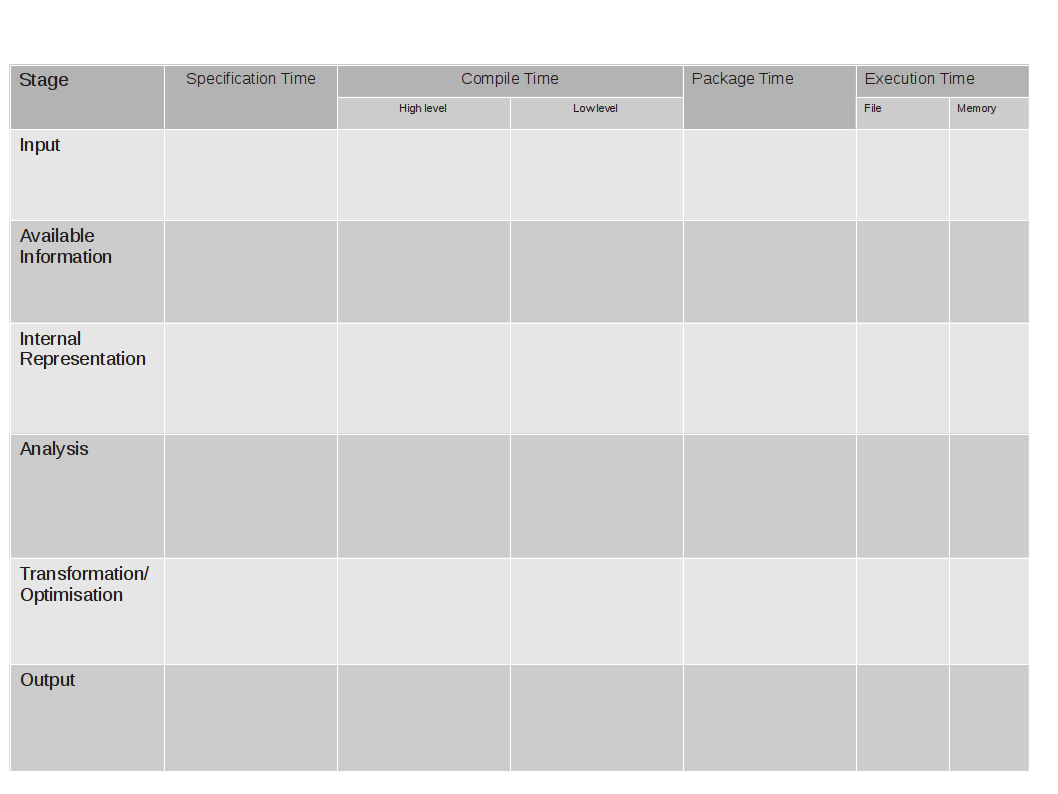 Stage
Specification Time
Compile Time
Package Time
Execution Time
High level
Low level
File
Memory
Input
Available
Information
Internal
Representation
Analysis
Transformation/
Optimisation
Output